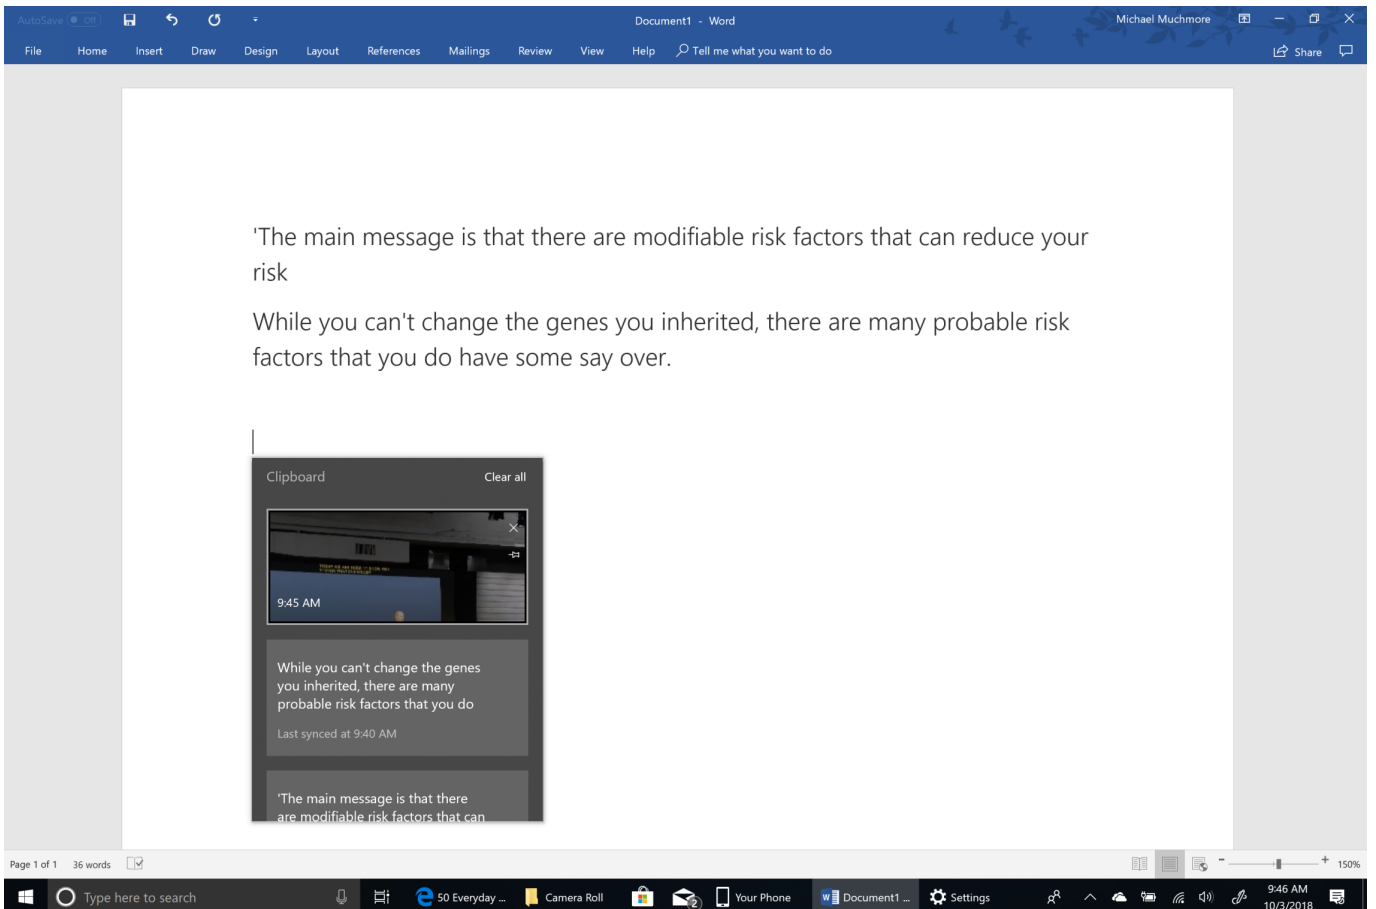 AutoSave Off
Document1 - Word
Michael Muchmore
File Home Insert Draw Design Layout References Mailings Review View Help Tell me what you want to do
Share
'The main message is that there are modifiable risk factors that can reduce your
risk
While you can't change the genes you inherited, there are many probable risk
factors that you do have some say over.
Clipboard Clear all
9:45 AM
While you can't change the genes
you inherited, there are many
probable risk factors that you do
Last synced at 9:40 AM
'The main message is that there
are modifiable risk factors that can
Page 1 of 1 36 words
150%
Type here to search
50 Everyday ...
Camera Roll
2
Your Phone
Document1 ...
Settings
9:46 AM
10/3/2018